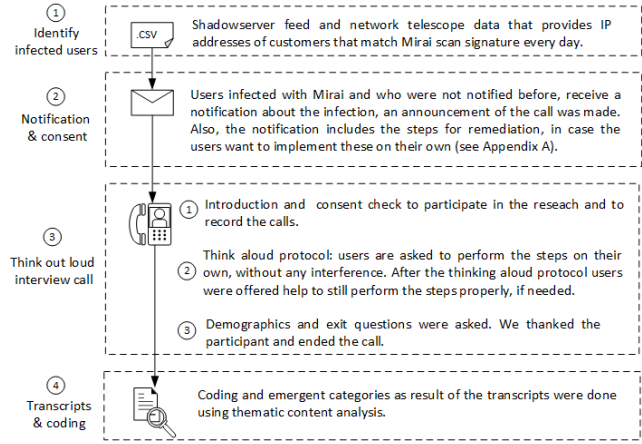 1
Identify
infected users
.CSV
Shadowserver feed and network telescope data that provides IP
addresses of customers that match Mirai scan signature every day.
2
Notification
& consent
Users infected with Mirai and who were not notified before, receive a
notification about the infection, an announcement of the call was made.
Also, the notification includes the steps for remediation, in case the
users want to implement these on their own (see Appendix A).
3
Think out loud
interview call
1 Introduction and consent check to participate in the reseach and to
record the calls.
Think aloud protocol: users are asked to perform the steps on their
2 own, without any interference. After the thinking aloud protocol users
were offered help to still perform the steps properly, if needed.
3 Demographics and exit questions were asked. We thanked the
participant and ended the call.
4
Transcripts
& coding
Coding and emergent categories as result of the transcripts were done
using thematic content analysis.